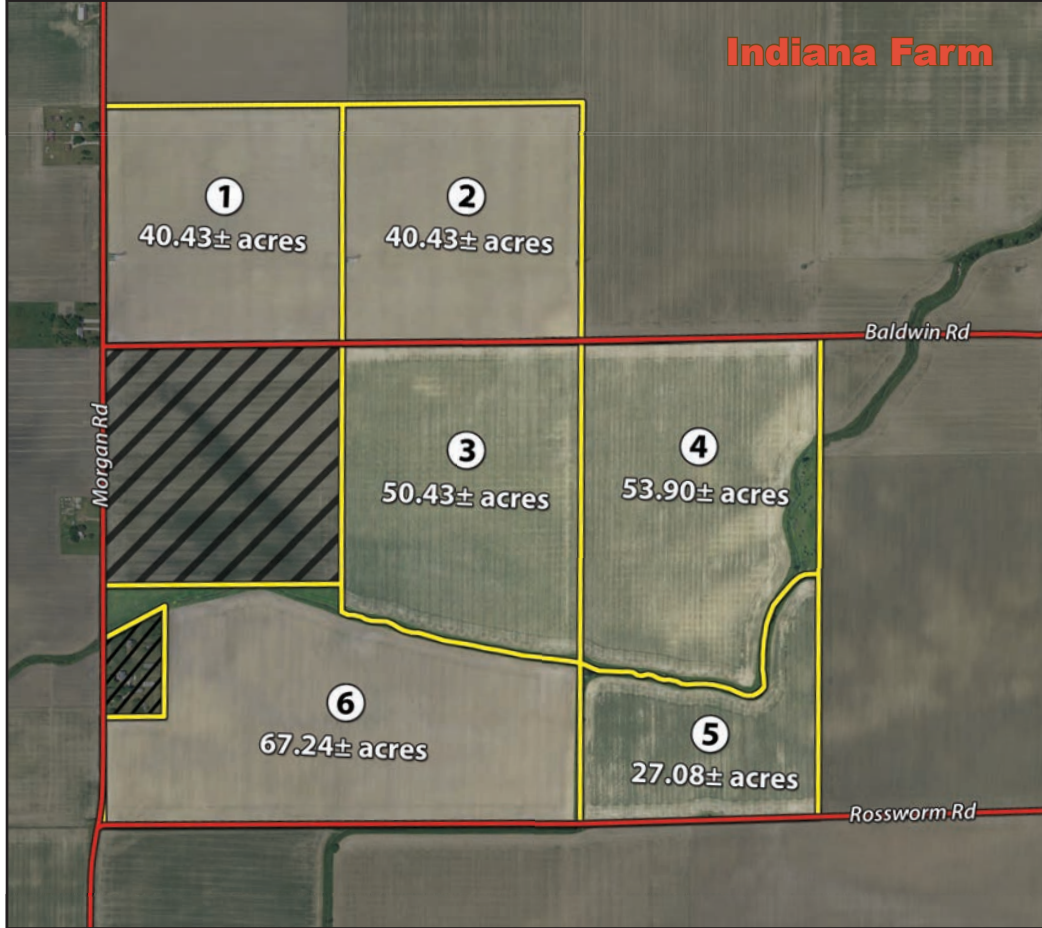 Indiana Farm
1
40.43± acres
2
40.43± acres
Baldwin Rd
Morgan Rd
3
50.43± acres
4
53.90± acres
6
67.24± acres
5
27.08± acres
Rossworm Rd